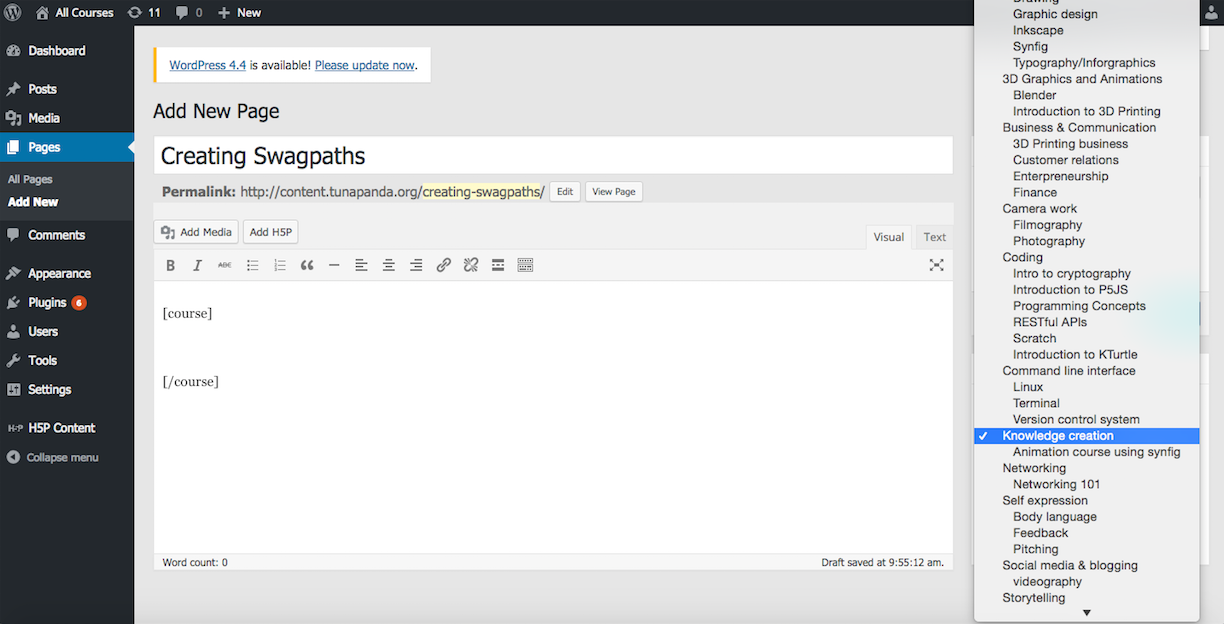 All Courses 11 0 New
Dashboard
Posts
Media
Pages
All Pages
Add New
Comments
Appearance
Plugins 6
Users
Tools
Settings
H-P H5P Content
Collapse menu
WordPress 4.4 is available! Please update now.
Add New Page
Creating Swagpaths
Permalink: http://content.tunapanda.org/creating-swagpaths/ Edit View Page
Add Media Add H5P
Visual Text
B I ABC
[course]
[/course]
Word count: 0 Draft saved at 9:55:12 am.
Drawing
Graphic design
Inkscape
Synfig
Typography/Inforgraphics
3D Graphics and Animations
Blender
Introduction to 3D Printing
Business & Communication
3D Printing business
Customer relations
Enterpreneurship
Finance
Camera work
Filmography
Photography
Coding
Intro to cryptography
Introduction to P5JS
Programming Concepts
RESTful APIs
Scratch
Introduction to KTurtle
Command line interface
Linux
Terminal
Version control system
Knowledge creation
Animation course using synfig
Networking
Networking 101
Self expression
Body language
Feedback
Pitching
Social media & blogging
videography
Storytelling